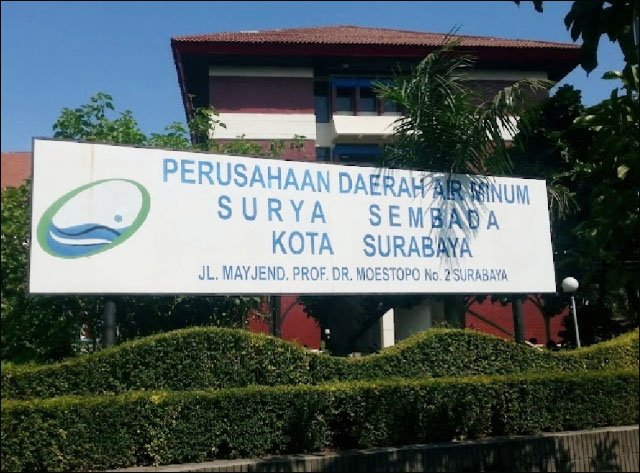 PERUSAHAAN DAERAH AIR MINUM
SURYA SEMBADA
KOTA SURABAYA
JL. MAYJEND. PROF. DR. MOESTOPO No. 2 SURABAYA